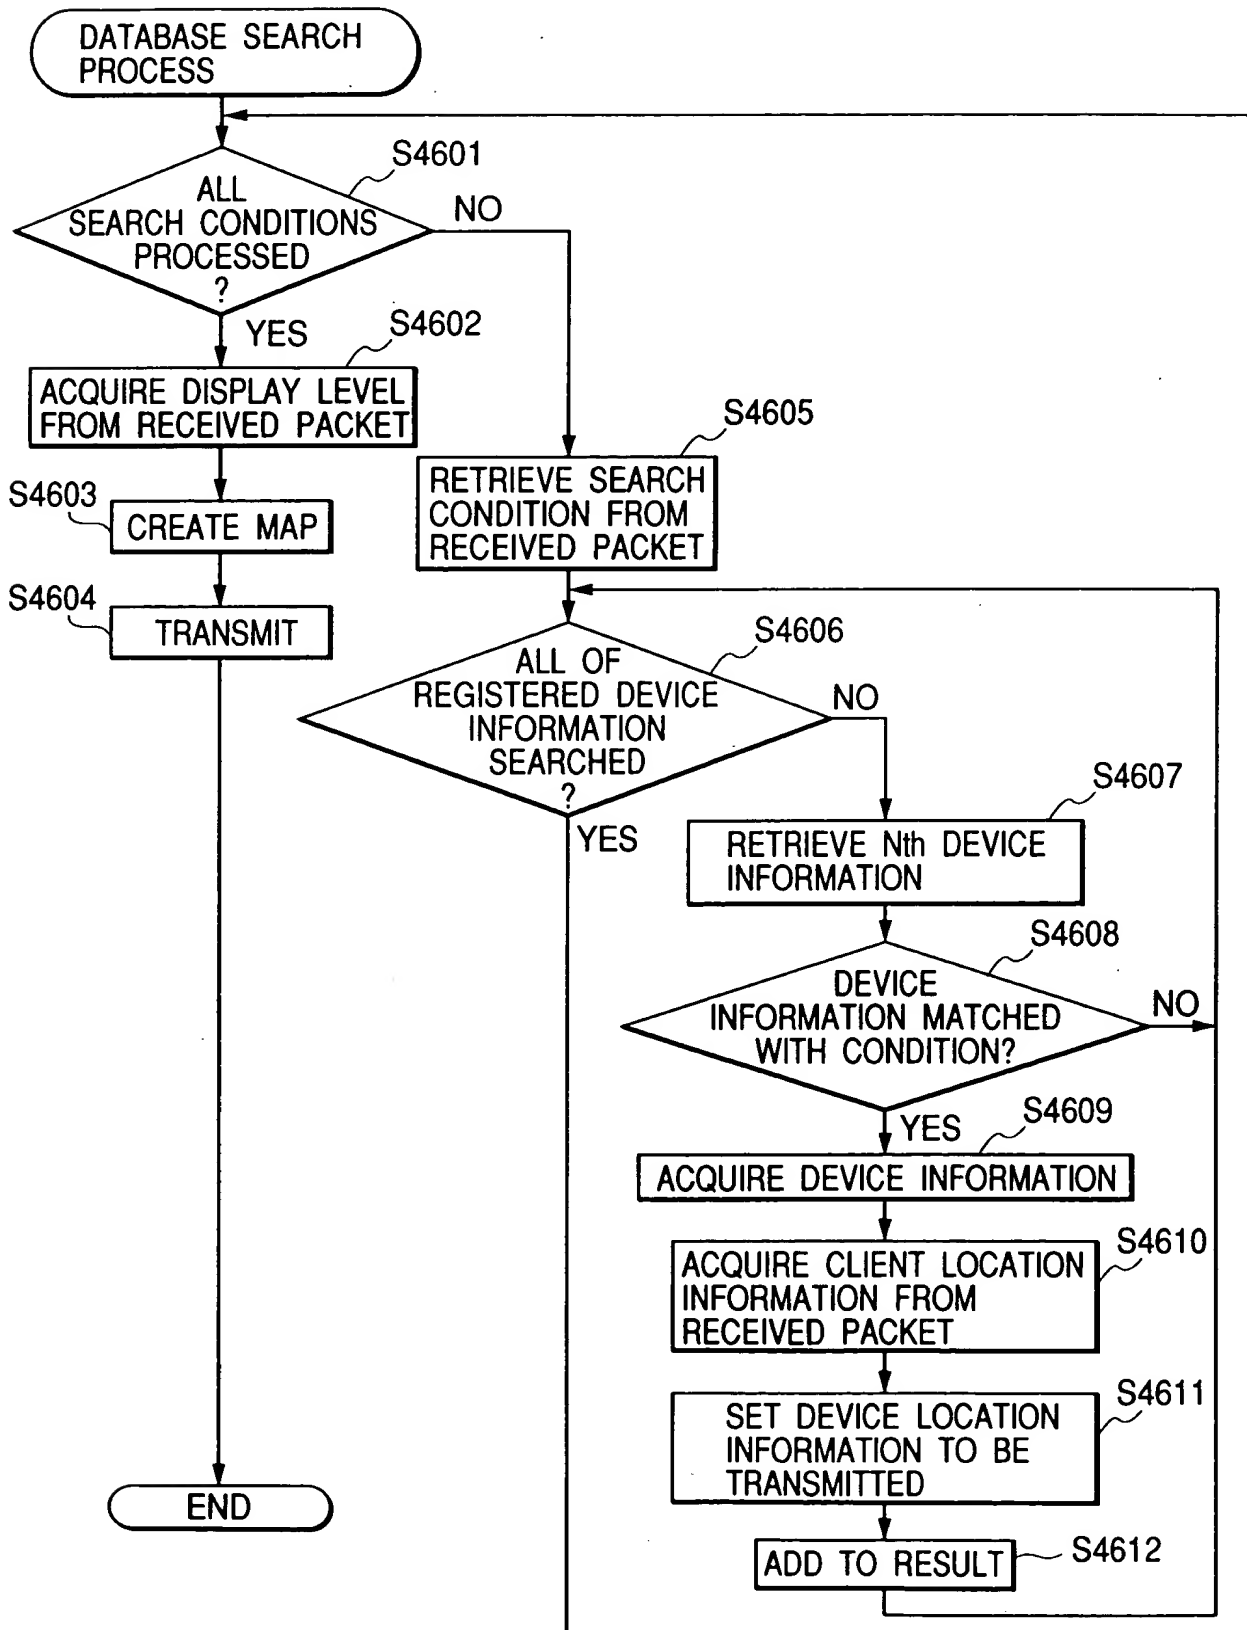 DATABASE SEARCH
PROCESS
S4601
ALL
SEARCH CONDITIONS
PROCESSED
?
NO
YES
S4602
ACQUIRE DISPLAY LEVEL
FROM RECEIVED PACKET
S4603
CREATE MAP
S4604
TRANSMIT
END
S4605
RETRIEVE SEARCH
CONDITION FROM
RECEIVED PACKET
S4606
ALL OF
REGISTERED DEVICE
INFORMATION
SEARCHED
?
NO
YES
S4607
RETRIEVE Nth DEVICE
INFORMATION
S4608
DEVICE
INFORMATION MATCHED
WITH CONDITION?
NO
YES
S4609
ACQUIRE DEVICE INFORMATION
S4610
ACQUIRE CLIENT LOCATION
INFORMATION FROM
RECEIVED PACKET
S4611
SET DEVICE LOCATION
INFORMATION TO BE
TRANSMITTED
ADD TO RESULT
S4612